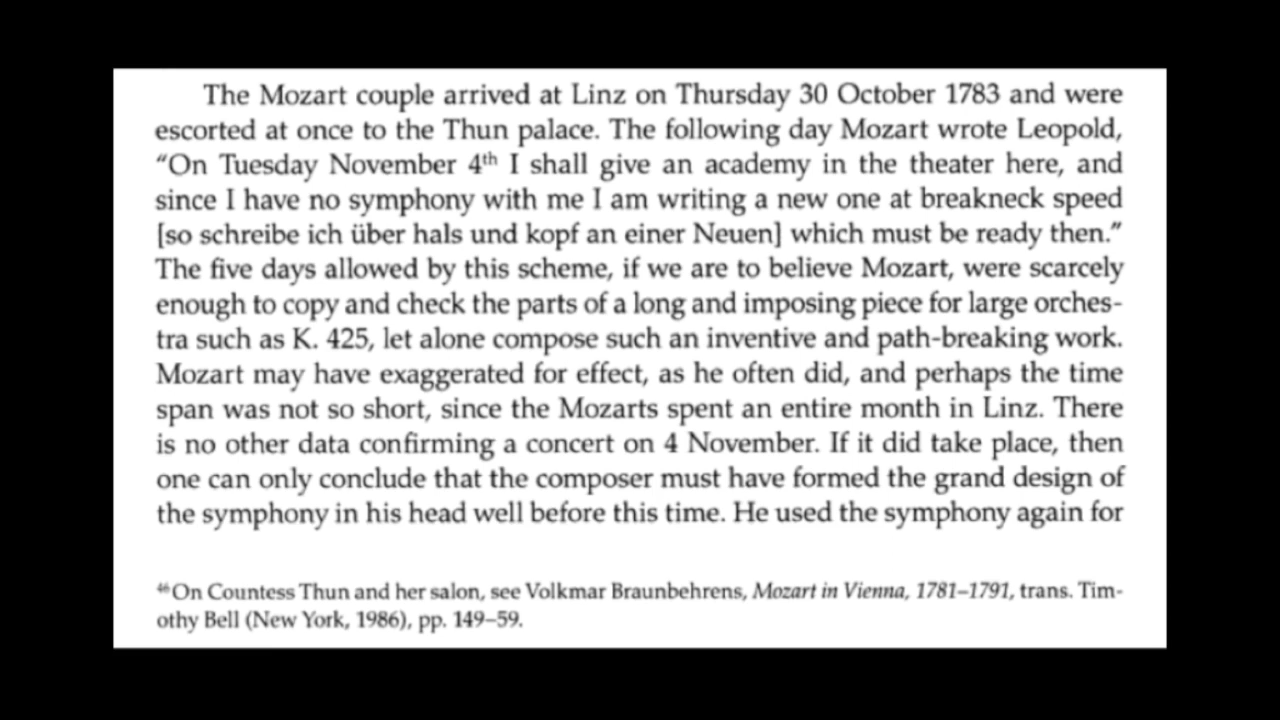 The Mozart couple arrived at Linz on Thursday 30 October 1783 and were
escorted at once to the Thun palace. The following day Mozart wrote Leopold,
“On Tuesday November 4th I shall give an academy in the theater here, and
since I have no symphony with me I am writing a new one at breakneck speed
[so schreibe ich über hals und kopf an einer Neuen] which must be ready then.”
The five days allowed by this scheme, if we are to believe Mozart, were scarcely
enough to copy and check the parts of a long and imposing piece for large orches-
tra such as K. 425, let alone compose such an inventive and path-breaking work.
Mozart may have exaggerated for effect, as he often did, and perhaps the time
span was not so short, since the Mozarts spent an entire month in Linz. There
is no other data confirming a concert on 4 November. If it did take place, then
one can only conclude that the composer must have formed the grand design of
the symphony in his head well before this time. He used the symphony again for
46 On Countess Thun and her salon, see Volkmar Braunbehrens, Mozart in Vienna, 1781–1791, trans. Tim-
othy Bell (New York, 1986), pp. 149–59.